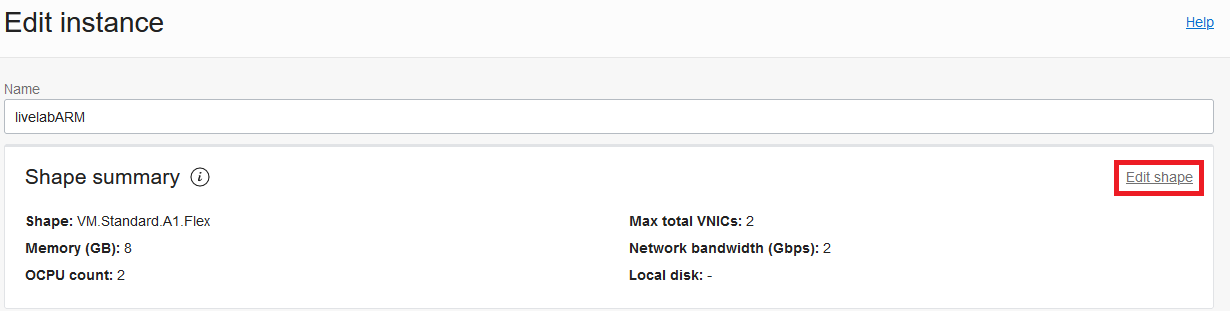 Edit instance
Help
Name
livelabARM
Shape summary i
Edit shape
Shape: VM.Standard.A1.Flex
Max total VNICs: 2
Memory (GB): 8
Network bandwidth (Gbps): 2
OCPU count: 2
Local disk: -